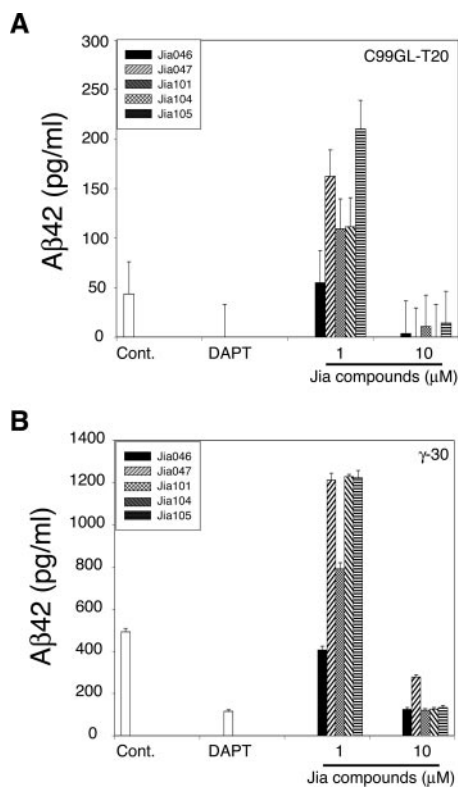 A
C99GL-T20
Jia046
Jia047
Jia101
Jia104
Jia105
Aβ42 (pg/ml)
300
250
200
150
100
50
0
Cont. DAPT 1 10
Jia compounds (μM)
B
γ-30
Jia046
Jia047
Jia101
Jia104
Jia105
Aβ42 (pg/ml)
1400
1200
1000
800
600
400
200
0
Cont. DAPT 1 10
Jia compounds (μM)